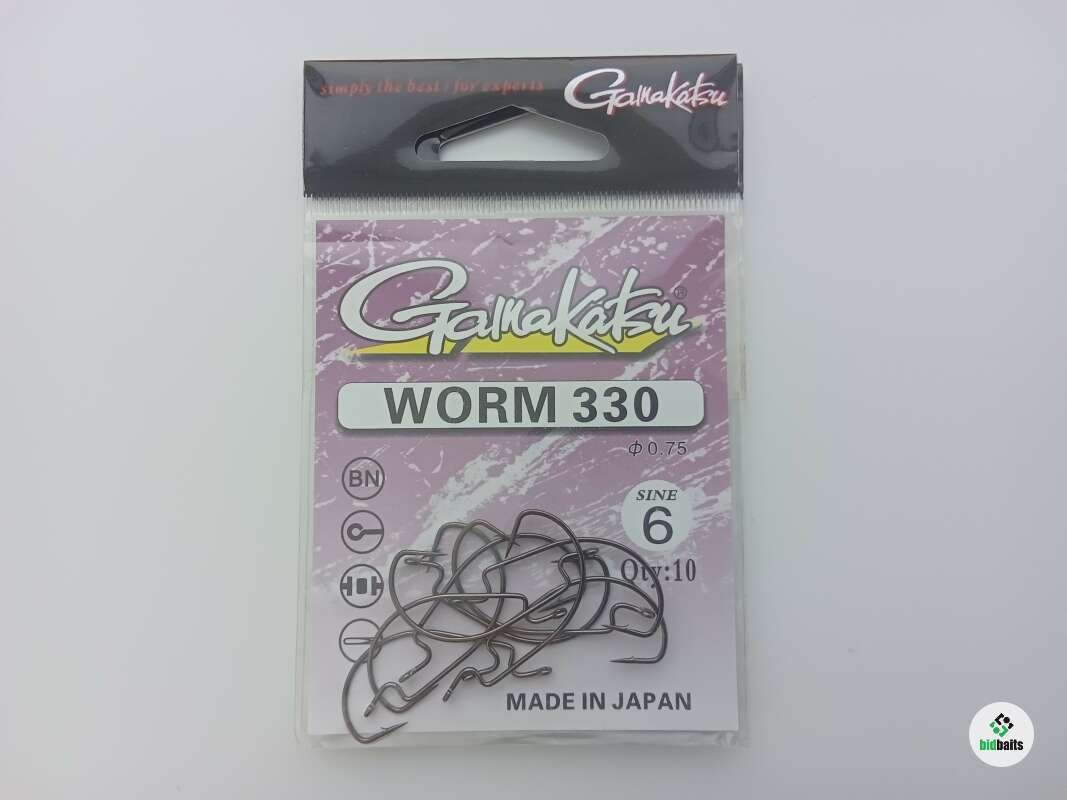 simply the best / for experts
Gamakatsu
Gamakatsu®
WORM 330
ϕ 0.75
BN
SINE
6
Qty:10
MADE IN JAPAN
bidbaits